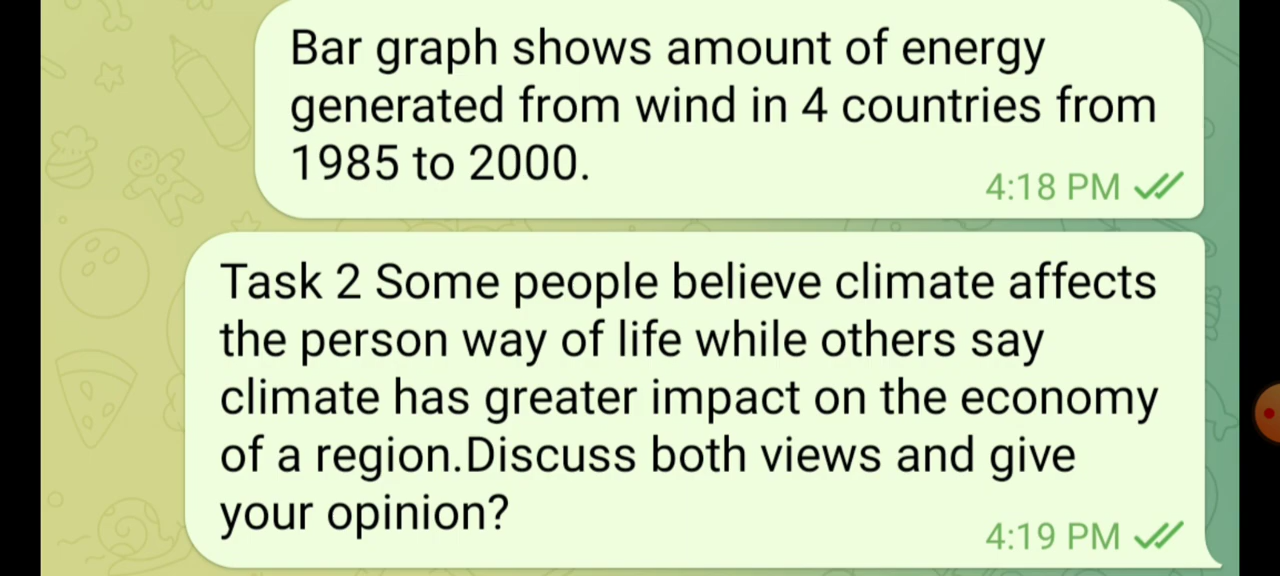 Bar graph shows amount of energy
generated from wind in 4 countries from
1985 to 2000.
4:18 PM
Task 2 Some people believe climate affects
the person way of life while others say
climate has greater impact on the economy
of a region.Discuss both views and give
your opinion?
4:19 PM